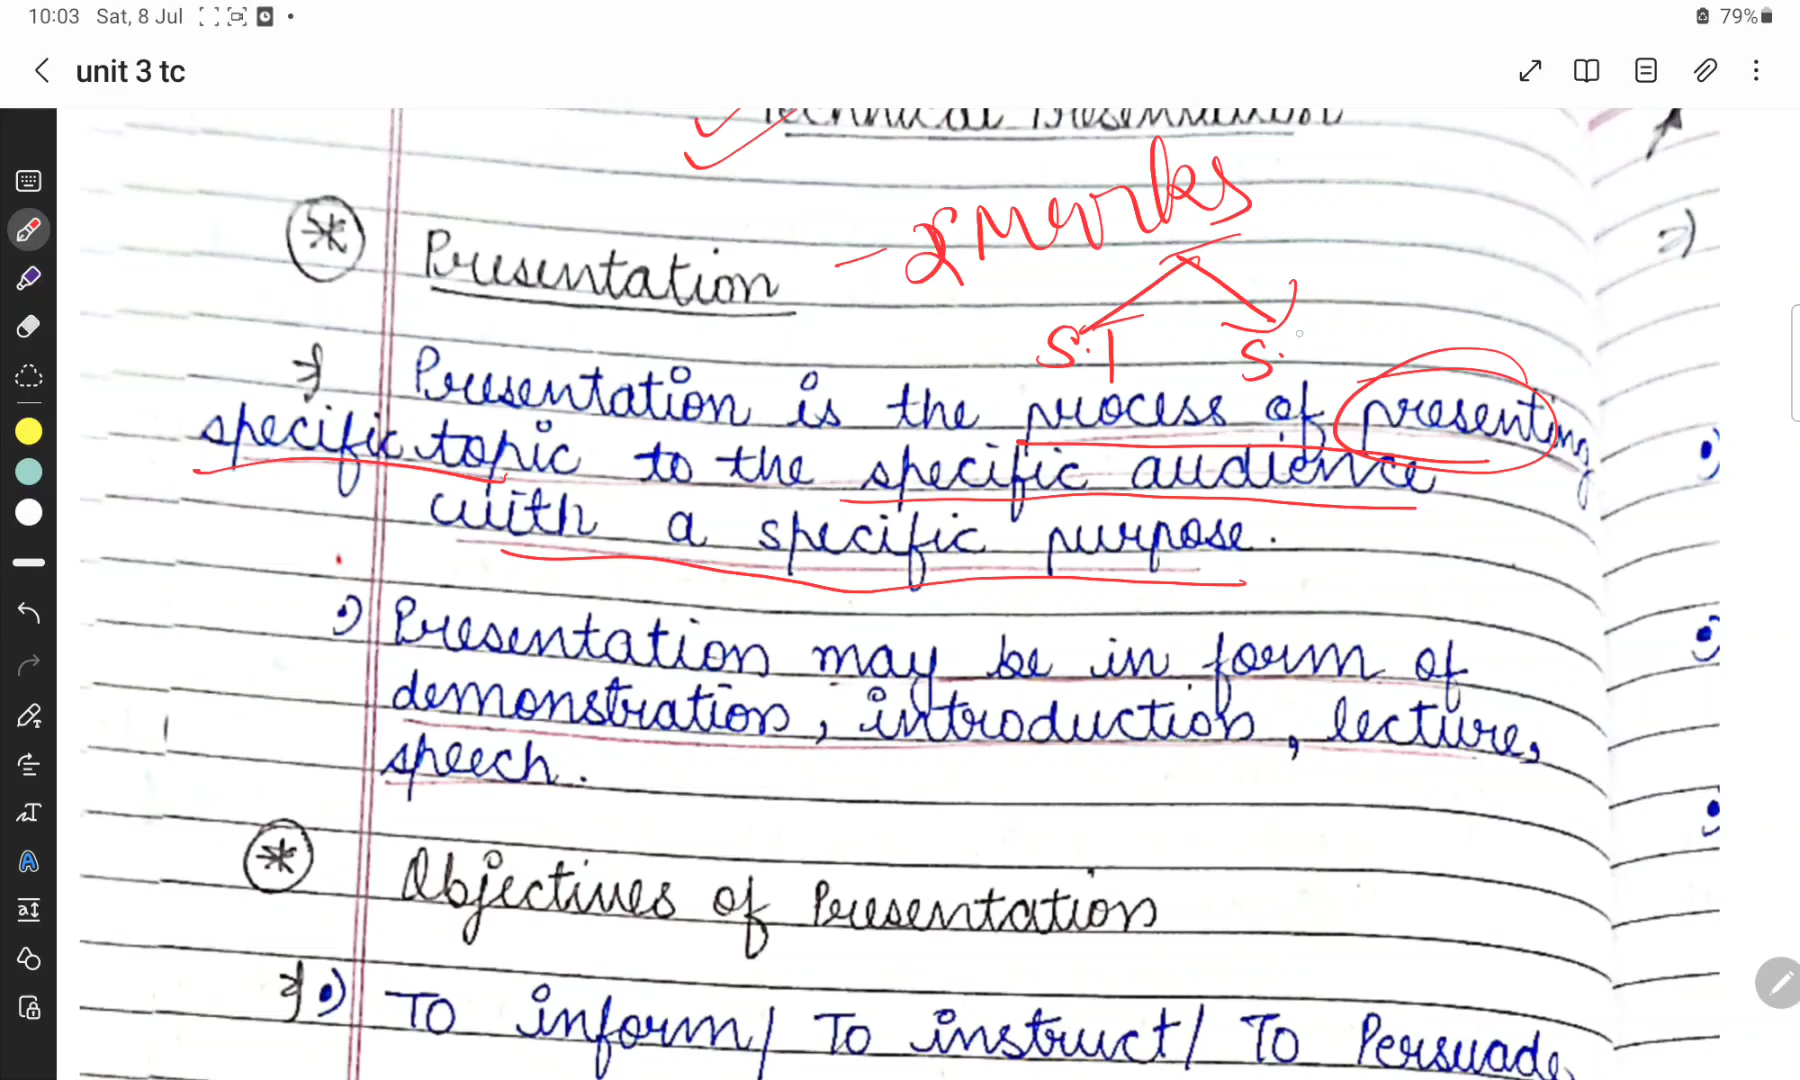 10:03 Sat, 8 Jul
79%
unit 3 tc
Technical Presentation
Presentation
- 2 Marks
S.T S.
Presentation is the process of presenting
specific topic to the specific audience
with a specific purpose.
Presentation may be in form of
demonstration, introduction, lecture,
speech.
Objectives of Presentation
To inform/ To instruct/ To Persuade,